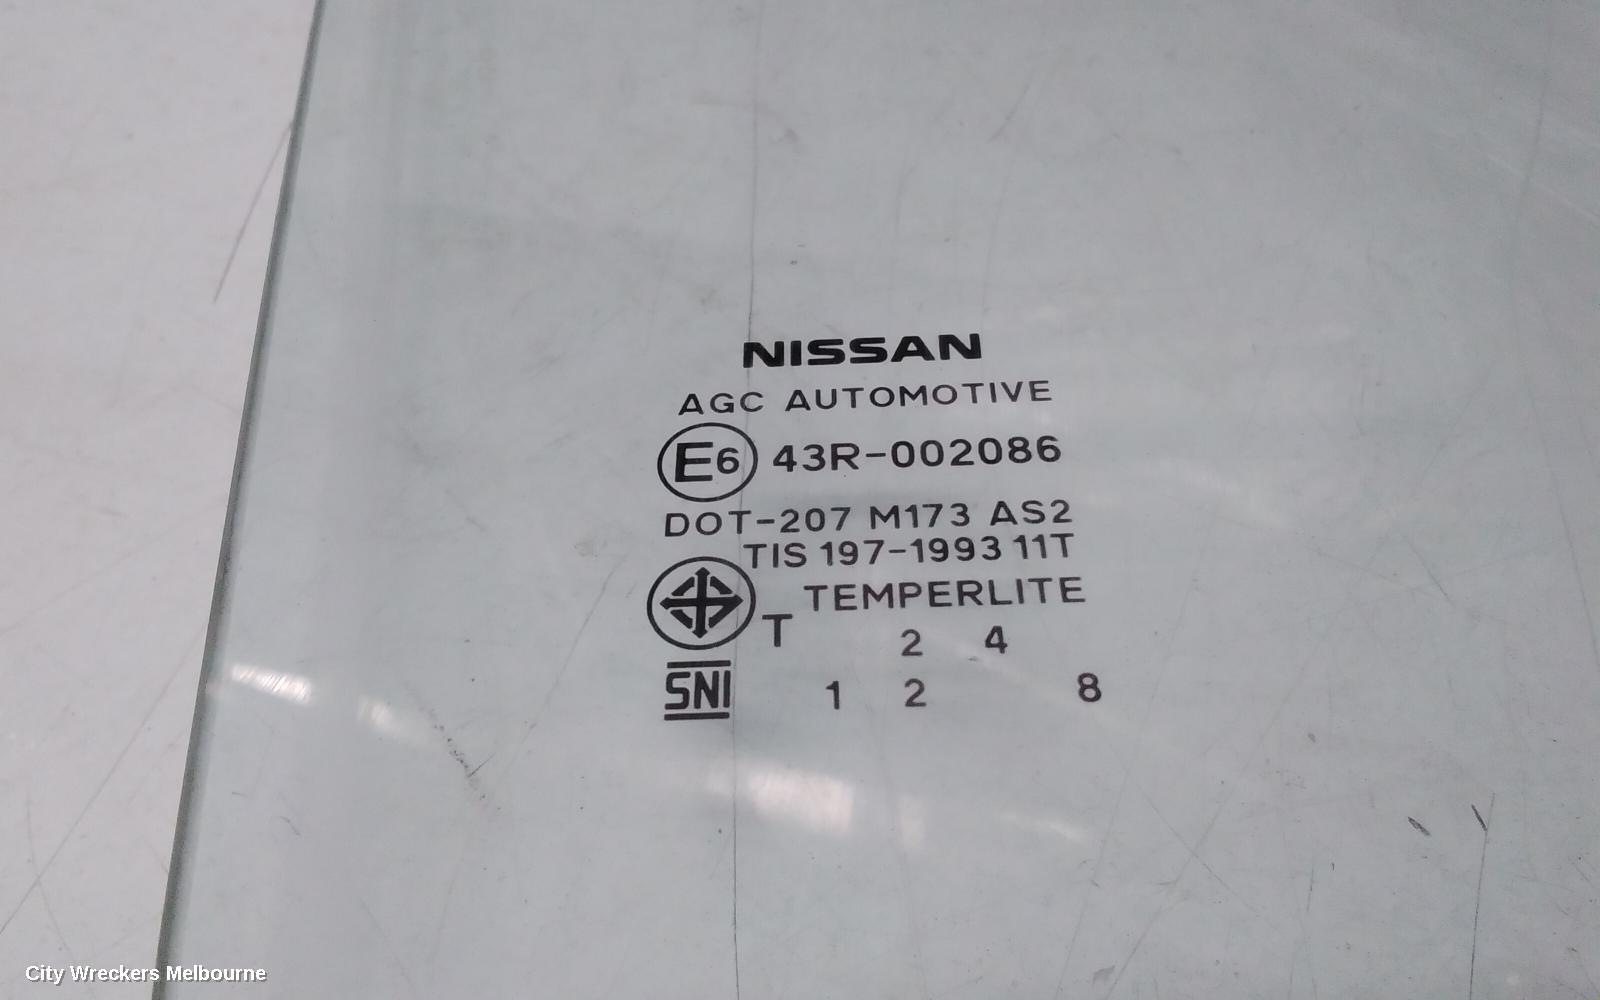 NISSAN
AGC AUTOMOTIVE
E6 43R-002086
DOT-207 M173 AS2
TIS 197-1993 11T
TEMPERLITE
T 2 4
SNI 1 2 8
City Wreckers Melbourne